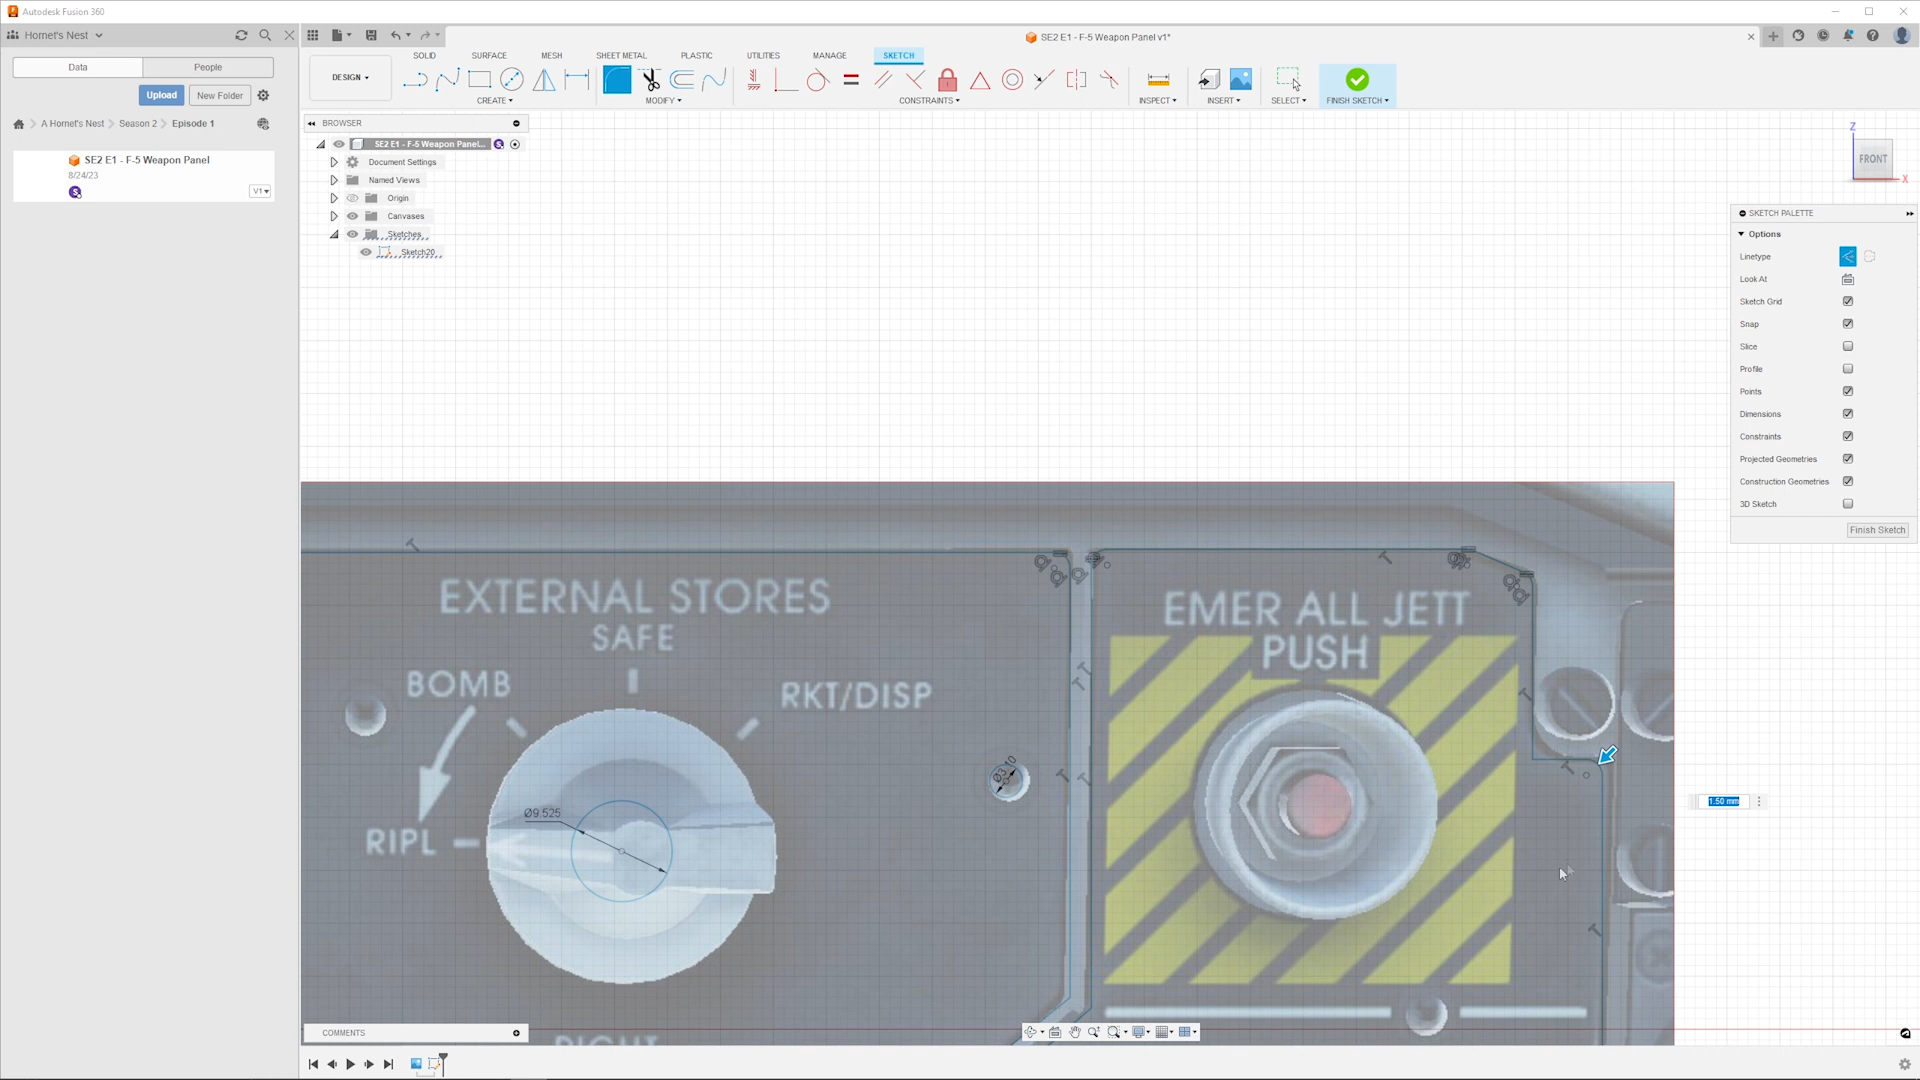 Autodesk Fusion 360
Hornet's Nest
SE2 E1 - F-5 Weapon Panel v1*
Data
People
Upload
New Folder
A Hornet's Nest
Season 2
Episode 1
SE2 E1 - F-5 Weapon Panel
8/24/23
V1
DESIGN
SOLID
SURFACE
MESH
SHEET METAL
PLASTIC
UTILITIES
MANAGE
SKETCH
CREATE
MODIFY
CONSTRAINTS
INSPECT
INSERT
SELECT
FINISH SKETCH
BROWSER
SE2 E1 - F-5 Weapon Panel...
Document Settings
Named Views
Origin
Canvases
Sketches
Sketch20
Z
FRONT
X
SKETCH PALETTE
Options
Linetype
Look At
Sketch Grid
Snap
Slice
Profile
Points
Dimensions
Constraints
Projected Geometries
Construction Geometries
3D Sketch
Finish Sketch
EXTERNAL STORES
SAFE
BOMB
RKT/DISP
RIPL
Ø9.525
Ø3.10
EMER ALL JETT
PUSH
1.50 mm
RIGHT
COMMENTS